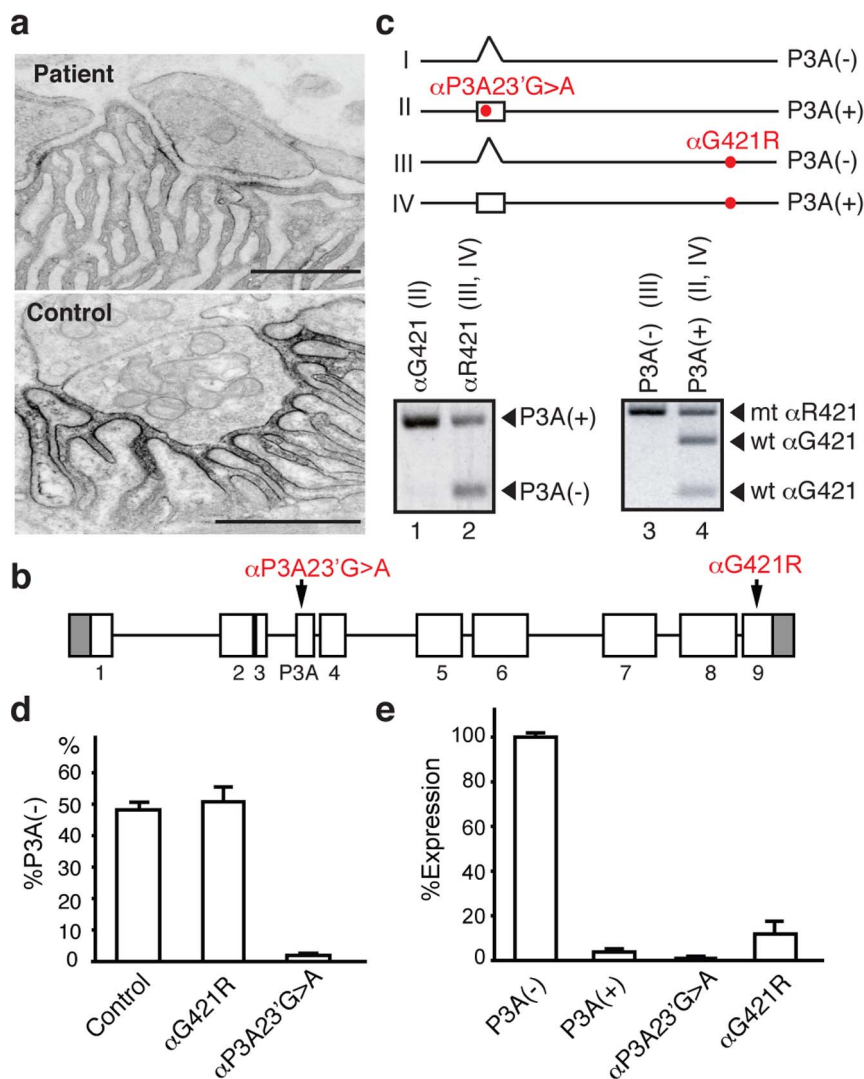 a
Patient
Control
c
I P3A(-)
αP3A23'G>A
II P3A(+)
αG421R
III P3A(-)
IV P3A(+)
αG421 (II)
αR421 (III, IV)
P3A(+)
P3A(-)
1 2
P3A(-) (III)
P3A(+) (II, IV)
mt αR421
wt αG421
wt αG421
3 4
b
αP3A23'G>A
αG421R
1 2 3 P3A 4 5 6 7 8 9
d
%
60
50
40
30
20
10
0
%P3A(-)
Control
αG421R
αP3A23'G>A
e
100
80
60
40
20
0
%Expression
P3A(-)
P3A(+)
αP3A23'G>A
αG421R